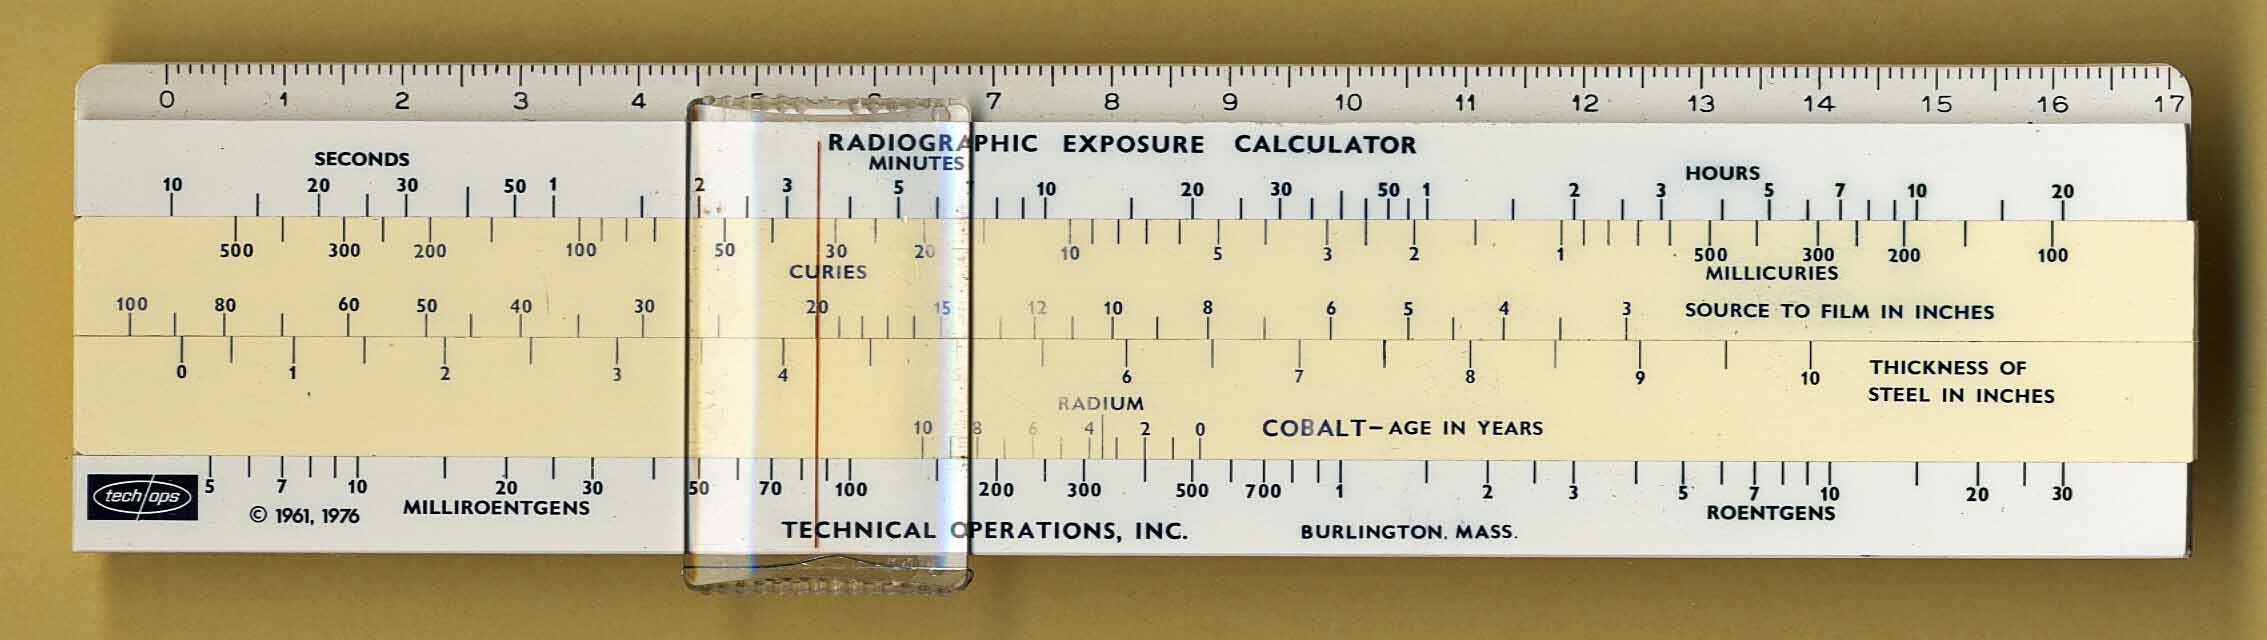 0 1 2 3 4 5 6 7 8 9 10 11 12 13 14 15 16 17
RADIOGRAPHIC EXPOSURE CALCULATOR
SECONDS MINUTES HOURS
10 20 30 50 1 2 3 5 7 10 20 30 50 1 2 3 5 7 10 20
500 300 200 100 50 30 20 10 5 3 2 1 500 300 200 100
CURIES MILLICURIES
100 80 60 50 40 30 20 15 12 10 8 6 5 4 3 SOURCE TO FILM IN INCHES
0 1 2 3 4 6 7 8 9 10 THICKNESS OF
STEEL IN INCHES
RADIUM
10 8 6 4 2 0 COBALT–AGE IN YEARS
tech/ops 5 7 10 20 30 50 70 100 200 300 500 700 1 2 3 5 7 10 20 30
© 1961, 1976 MILLIROENTGENS ROENTGENS
TECHNICAL OPERATIONS, INC. BURLINGTON, MASS.